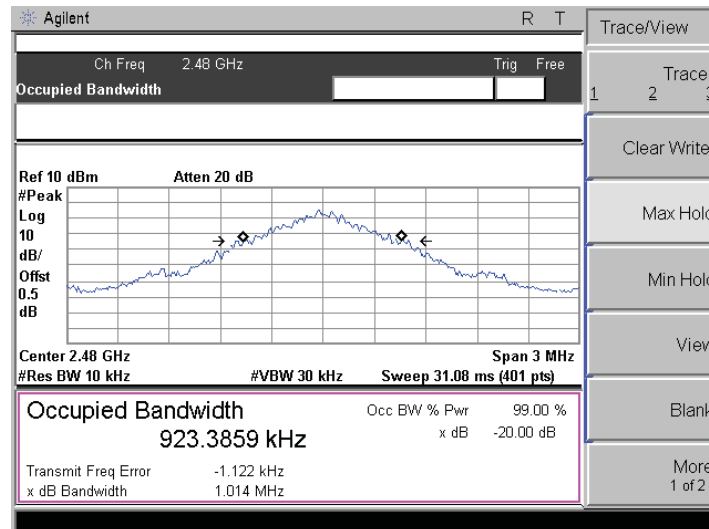 Agilent R T
Ch Freq 2.48 GHz Trig Free
Occupied Bandwidth
Ref 10 dBm Atten 20 dB
#Peak
Log
10
dB/
Offst
0.5
dB
Center 2.48 GHz Span 3 MHz
#Res BW 10 kHz #VBW 30 kHz Sweep 31.08 ms (401 pts)
Occupied Bandwidth
923.3859 kHz
Occ BW % Pwr 99.00 %
x dB -20.00 dB
Transmit Freq Error -1.122 kHz
x dB Bandwidth 1.014 MHz
Trace/View
Trace
1 2
Clear Write
Max Hold
Min Hold
View
Blank
More
1 of 2